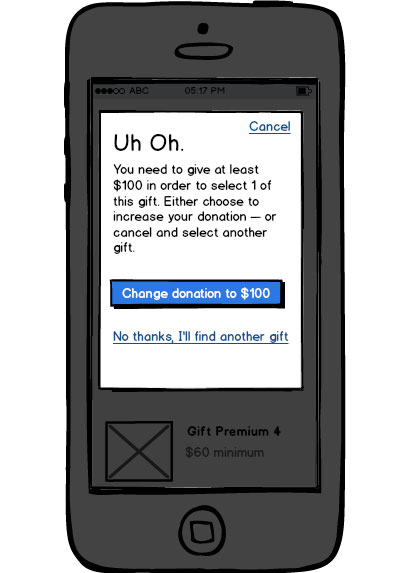 ABC 05:17 PM
Cancel
Uh Oh.
You need to give at least
$100 in order to select 1 of
this gift. Either choose to
increase your donation — or
cancel and select another
gift.
Change donation to $100
No thanks, I'll find another gift
Gift Premium 4
$60 minimum